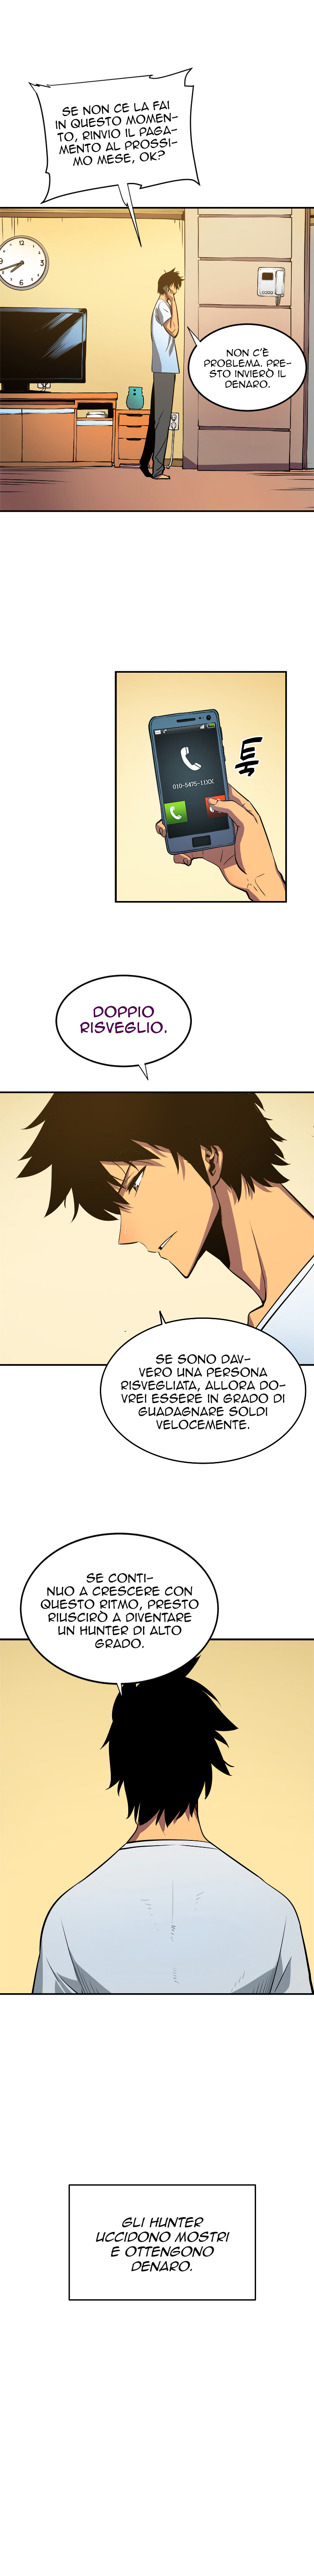 SE NON CE LA FAI
IN QUESTO MOMEN-
TO, RINVIO IL PAGA-
MENTO AL PROSSI-
MO MESE, OK?
NON C'È
PROBLEMA. PRE-
STO INVIERÒ IL
DENARO.
010-5475-11XX
툭
DOPPIO
RISVEGLIO.
SE SONO DAV-
VERO UNA PERSONA
RISVEGLIATA, ALLORA DO-
VREI ESSERE IN GRADO DI
GUADAGNARE SOLDI
VELOCEMENTE.
SE CONTI-
NUO A CRESCERE CON
QUESTO RITMO, PRESTO
RIUSCIRÒ A DIVENTARE
UN HUNTER DI ALTO
GRADO.
GLI HUNTER
UCCIDONO MOSTRI
E OTTENGONO
DENARO.